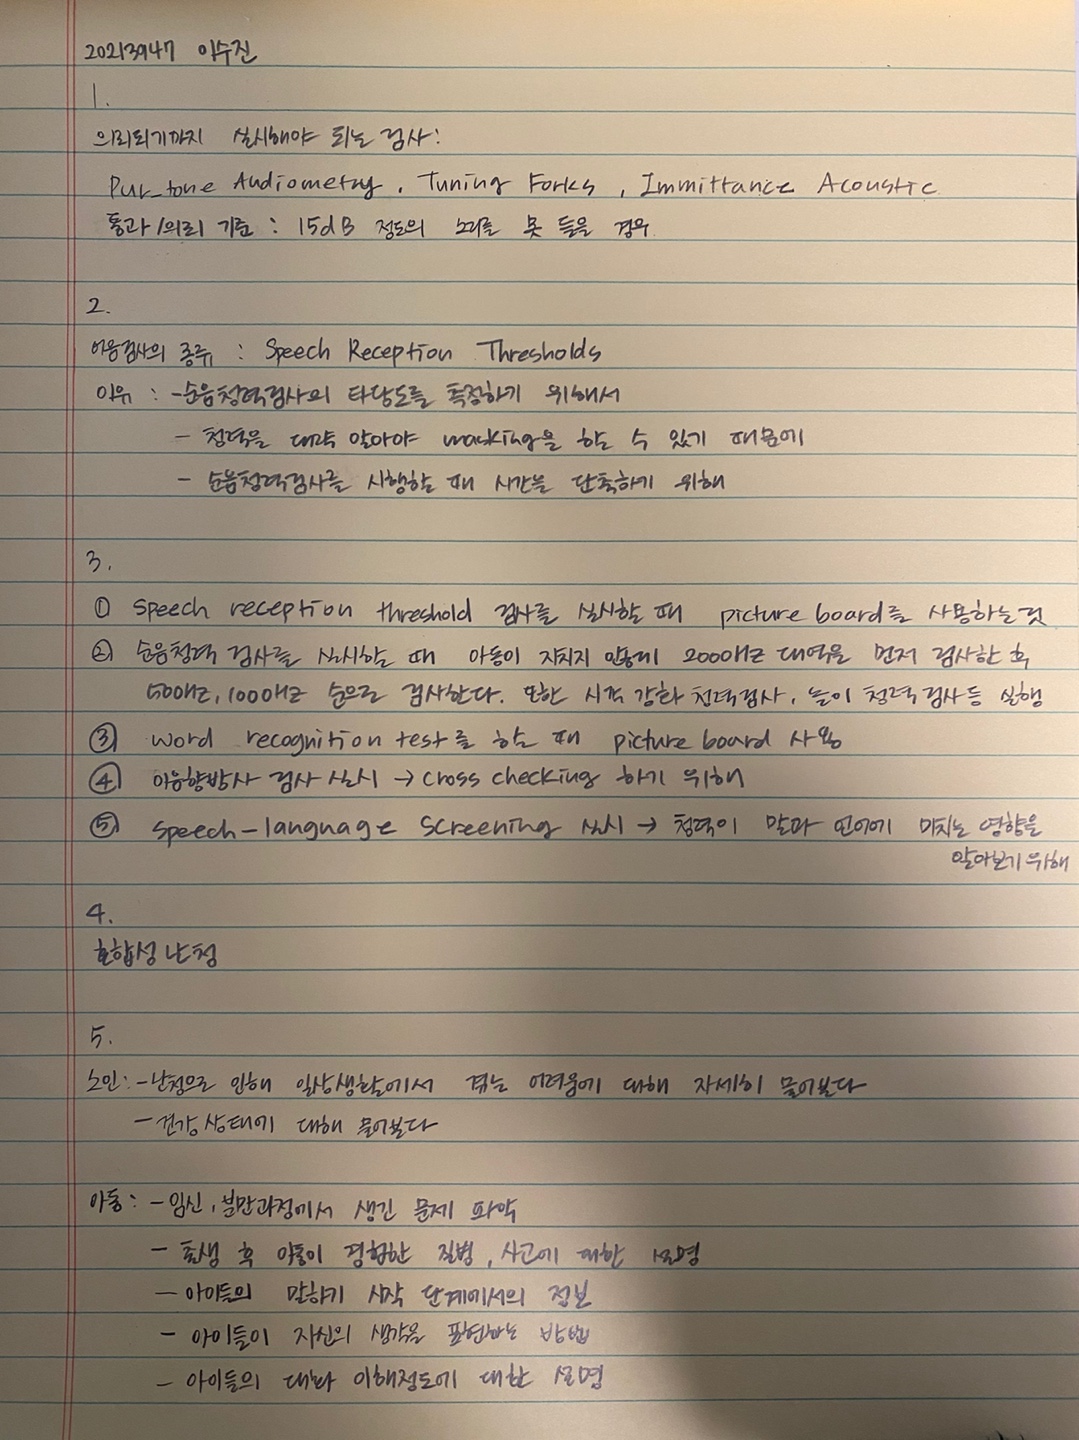 20213947 이수진
1.
의뢰되기까지 실시해야 되는 검사:
Pur_tone Audiometry, Tuning Forks, Immittance Acoustic
통과/의뢰 기준 : 15dB 정도의 소리를 못 들을 경우
2.
어음검사의 종류 : Speech Reception Thresholds
이유 : -순음청력검사의 타당도를 측정하기 위해서
- 청력을 대략 알아야 masking을 할 수 있기 때문에
- 순음청력검사를 시행할 때 시간을 단축하기 위해
3.
① speech reception threshold 검사를 실시할 때 picture board를 사용하는 것
② 순음청력 검사를 실시할 때 아동이 지치지 않게 2000Hz 대역을 먼저 검사한 후
500Hz, 1000Hz 순으로 검사한다. 또한 시각 강화 청력검사, 놀이 청력검사 등 실행
③ word recognition test를 할 때 picture board 사용
④ 이음향방사 검사 실시 → cross checking 하기 위해
⑤ speech-language screening 실시 → 청력이 말과 언어에 미치는 영향을
알아보기 위해
4.
혼합성 난청
5.
노인: -난청으로 인해 일상생활에서 겪는 어려움에 대해 자세히 물어본다
- 건강 상태에 대해 물어본다
아동: - 임신, 분만과정에서 생긴 문제 파악
- 출생 후 아동이 경험한 질병, 사고에 대한 설명
- 아이들의 말하기 시작 단계에서의 정보
- 아이들이 자신의 생각을 표현하는 방법
- 아이들의 대화 이해정도에 대한 설명